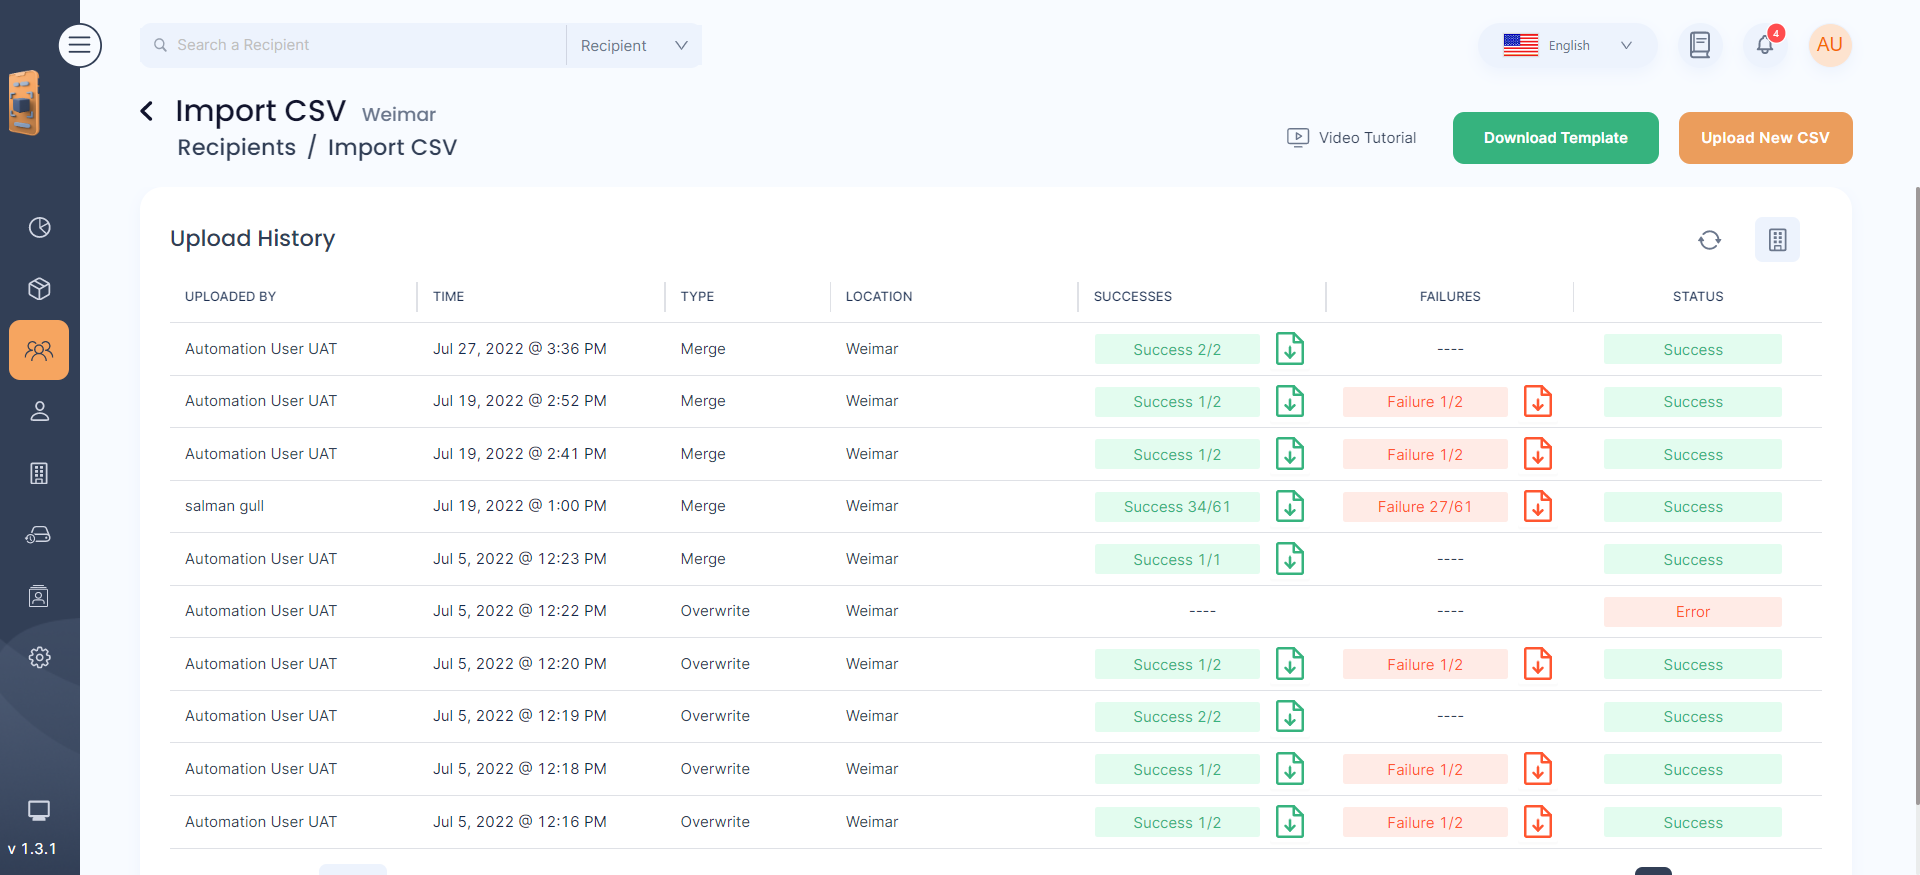 Search a Recipient Recipient English 4 AU
Import CSV Weimar
Recipients / Import CSV
Video Tutorial Download Template Upload New CSV
Upload History
UPLOADED BY TIME TYPE LOCATION SUCCESSES FAILURES STATUS
Automation User UAT Jul 27, 2022 @ 3:36 PM Merge Weimar Success 2/2 ---- Success
Automation User UAT Jul 19, 2022 @ 2:52 PM Merge Weimar Success 1/2 Failure 1/2 Success
Automation User UAT Jul 19, 2022 @ 2:41 PM Merge Weimar Success 1/2 Failure 1/2 Success
salman gull Jul 19, 2022 @ 1:00 PM Merge Weimar Success 34/61 Failure 27/61 Success
Automation User UAT Jul 5, 2022 @ 12:23 PM Merge Weimar Success 1/1 ---- Success
Automation User UAT Jul 5, 2022 @ 12:22 PM Overwrite Weimar ---- ---- Error
Automation User UAT Jul 5, 2022 @ 12:20 PM Overwrite Weimar Success 1/2 Failure 1/2 Success
Automation User UAT Jul 5, 2022 @ 12:19 PM Overwrite Weimar Success 2/2 ---- Success
Automation User UAT Jul 5, 2022 @ 12:18 PM Overwrite Weimar Success 1/2 Failure 1/2 Success
Automation User UAT Jul 5, 2022 @ 12:16 PM Overwrite Weimar Success 1/2 Failure 1/2 Success
v 1.3.1